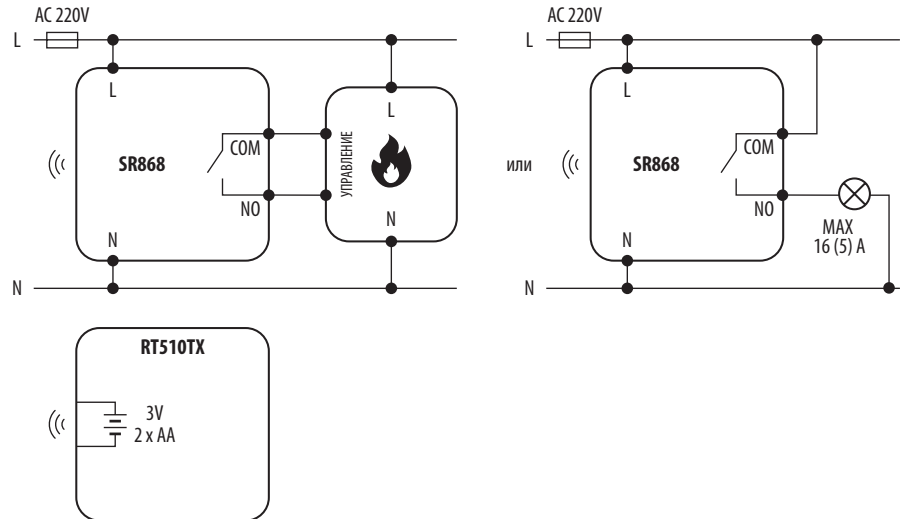 AC 220V
L
L
SR868
COM
NO
N
N
L
УПРАВЛЕНИЕ
N
или
AC 220V
L
L
SR868
COM
NO
N
N
MAX
16 (5) A
RT510TX
3V
2 x AA